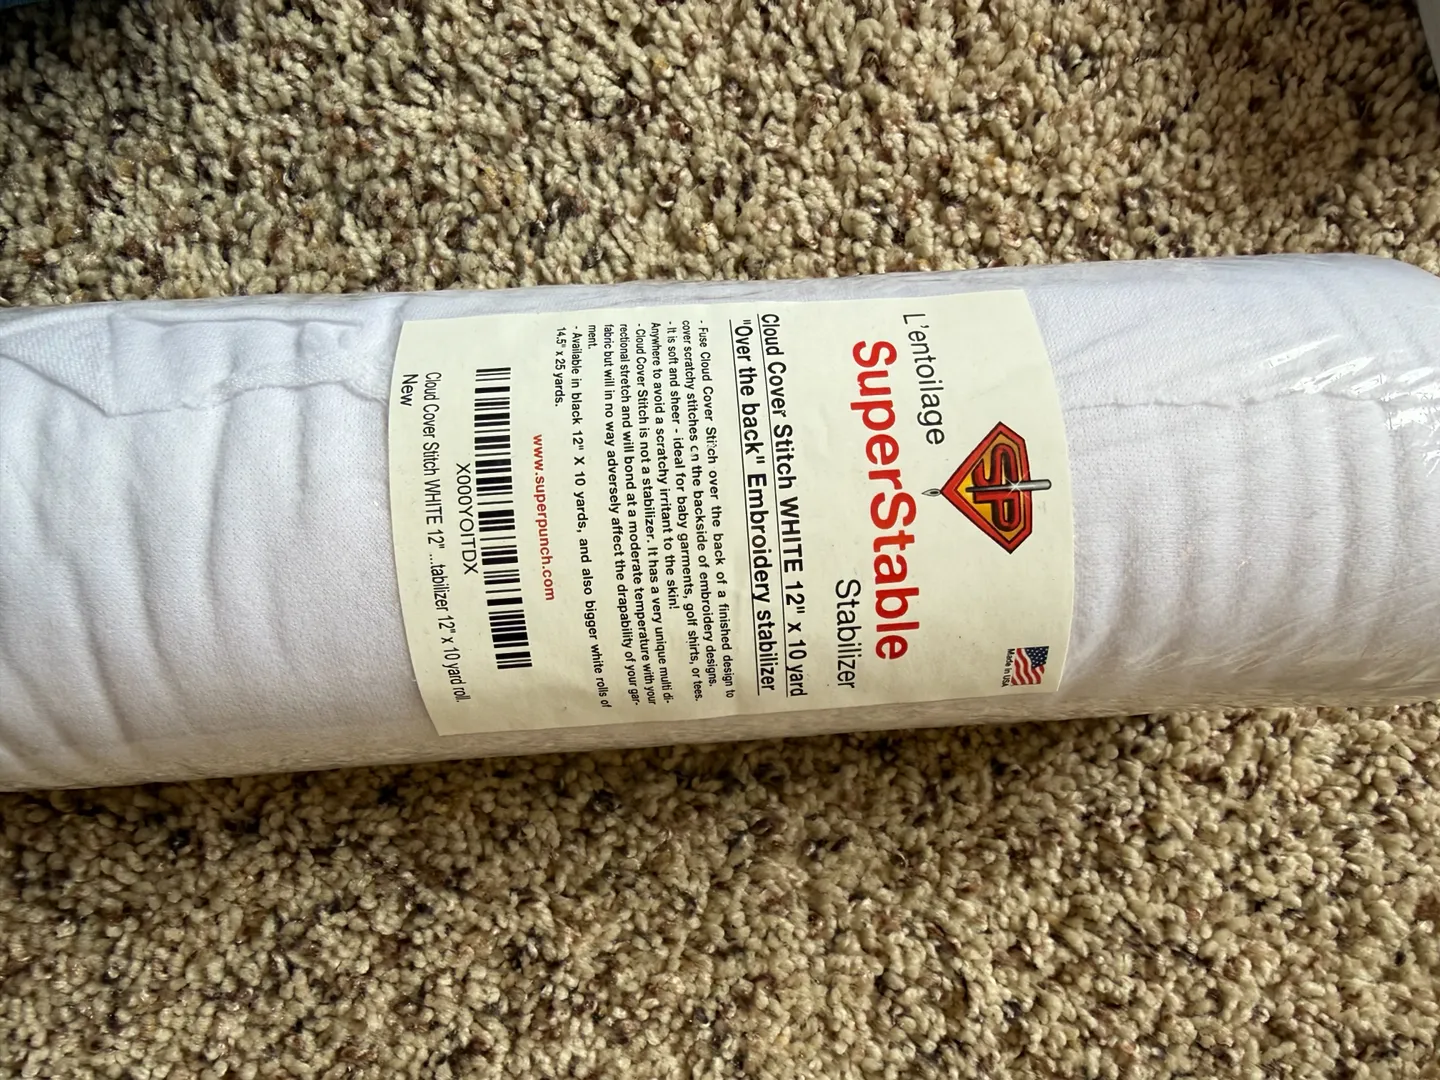 L'entoilage
SP
Made in USA
SuperStable
Stabilizer
Cloud Cover Stitch WHITE 12" x 10 yard
"Over the back" Embroidery stabilizer
- Fuse Cloud Cover Stitch over the back of a finished design to
cover scratchy stitches on the backside of embroidery designs.
- It is soft and sheer - ideal for baby garments, golf shirts, or tees.
Anywhere to avoid a scratchy irritant to the skin!
- Cloud Cover Stitch is not a stabilizer. It has a very unique multi di-
rectional stretch and will bond at a moderate temperature with your
fabric but will in no way adversely affect the drapability of your gar-
ment.
- Available in black 12" X 10 yards, and also bigger white rolls of
14.5" x 25 yards.
www.superpunch.com
X000YOITDX
Cloud Cover Stitch WHITE 12" ...tabilizer 12" x 10 yard roll.
New